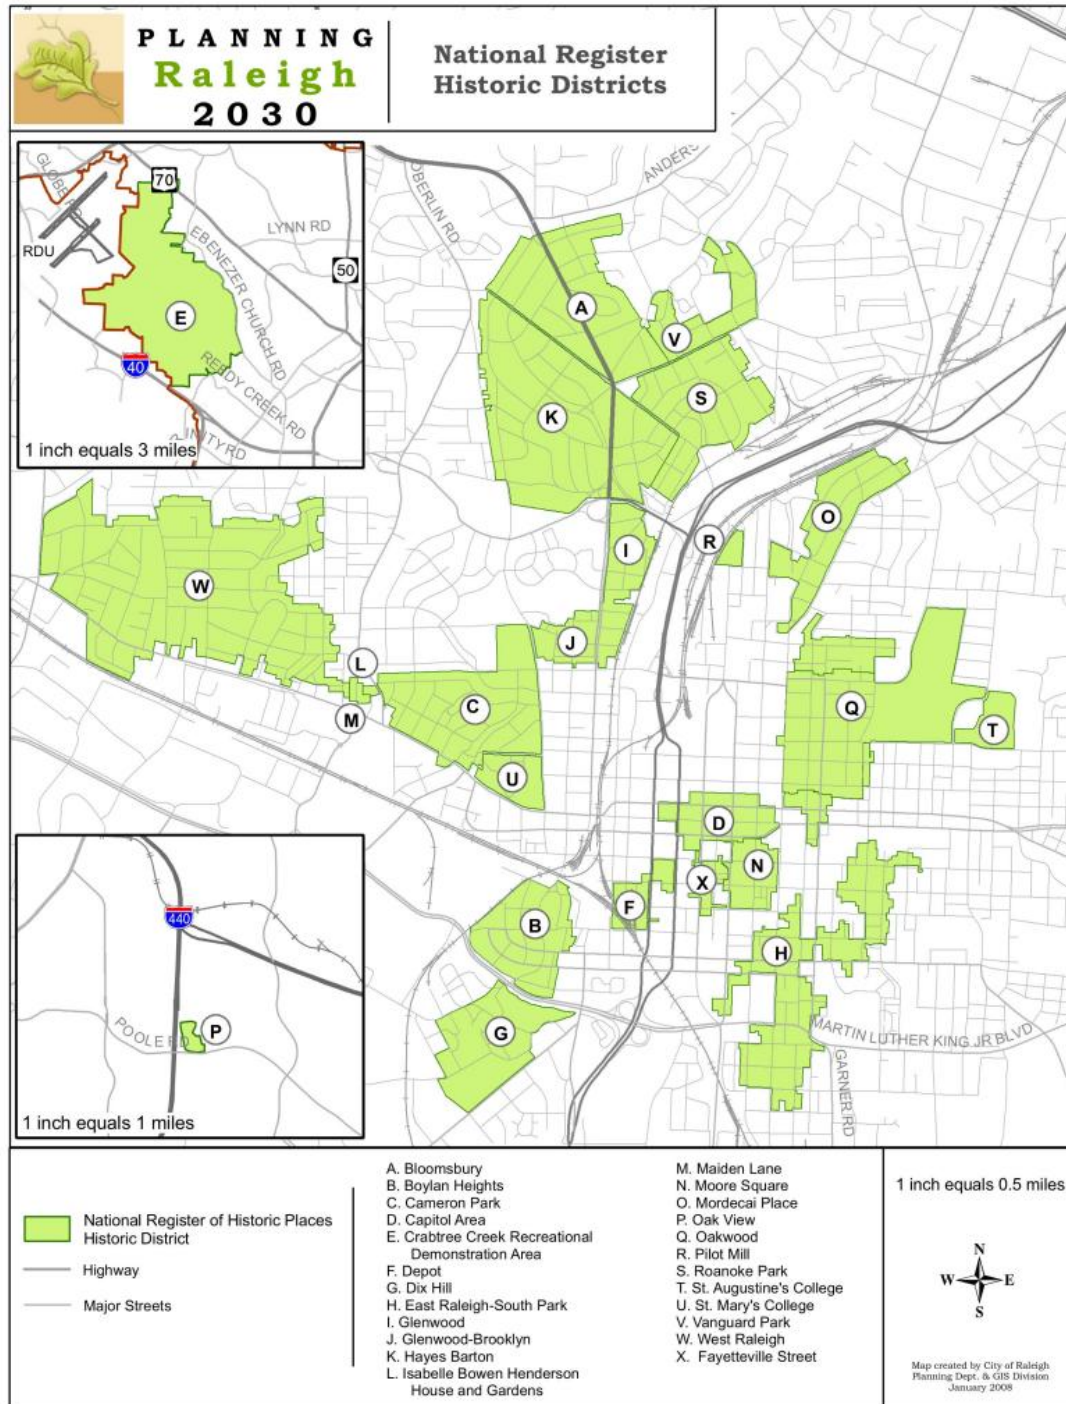 PLANNING
Raleigh
2030
National Register
Historic Districts
GLOBE RD
70
LYNN RD
EBENEZER CHURCH RD
RDU
50
E
40
REEDY CREEK RD
1 inch equals 3 miles
OBERLIN RD
ANDERS
A
V
K
S
O
R
I
W
J
L
C
M
Q
T
U
D
N
X
F
B
H
G
MARTIN LUTHER KING JR BLVD
GARNER RD
440
P
POOLE RD
1 inch equals 1 miles
National Register of Historic Places
Historic District
Highway
Major Streets
A. Bloomsbury
B. Boylan Heights
C. Cameron Park
D. Capitol Area
E. Crabtree Creek Recreational
Demonstration Area
F. Depot
G. Dix Hill
H. East Raleigh-South Park
I. Glenwood
J. Glenwood-Brooklyn
K. Hayes Barton
L. Isabelle Bowen Henderson
House and Gardens
M. Maiden Lane
N. Moore Square
O. Mordecai Place
P. Oak View
Q. Oakwood
R. Pilot Mill
S. Roanoke Park
T. St. Augustine's College
U. St. Mary's College
V. Vanguard Park
W. West Raleigh
X. Fayetteville Street
1 inch equals 0.5 miles
N
W E
S
Map created by City of Raleigh
Planning Dept. & GIS Division
January 2008